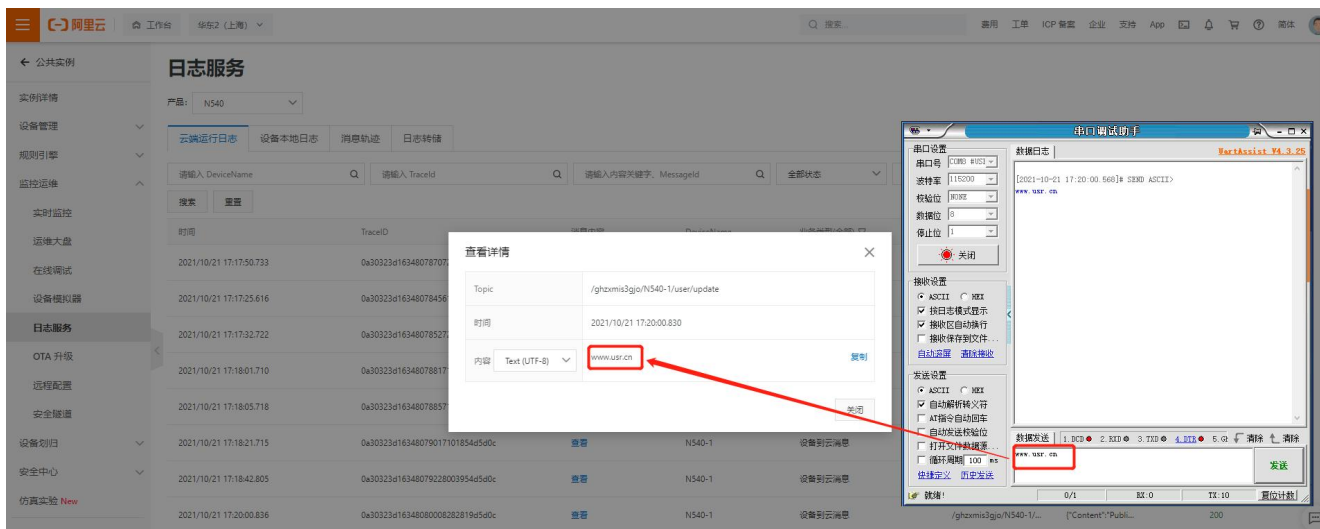 阿里云 工作台 华东2 (上海) 搜索... 费用 工单 ICP 备案 企业 支持 App 简体
公共实例
实例详情
设备管理
规则引擎
监控运维
实时监控
运维大盘
在线调试
设备模拟器
日志服务
OTA 升级
远程配置
安全隧道
设备划归
安全中心
仿真实验 New
日志服务
产品: N540
云端运行日志 设备本地日志 消息轨迹 日志转储
请输入 DeviceName 请输入 TraceId 请输入内容关键字、MessageId 全部状态
搜索 重置
时间 TraceID 消息内容 DeviceName
2021/10/21 17:17:50.733
2021/10/21 17:17:25.616
2021/10/21 17:17:32.722
2021/10/21 17:18:01.710
2021/10/21 17:18:05.718
2021/10/21 17:18:21.715 0a30323d16348079017101854d5d0c 查看 N540-1 设备到云消息
2021/10/21 17:18:42.805 0a30323d16348079228003954d5d0c 查看 N540-1 设备到云消息
2021/10/21 17:20:00.836 0a30323d16348080008282819d5d0c 查看 N540-1 设备到云消息 /ghzxmis3gjo/N540-1/... {"Content":"Publi... 200
查看详情
Topic /ghzxmis3gjo/N540-1/user/update
时间 2021/10/21 17:20:00.830
内容 Text (UTF-8) www.usr.cn 复制
关闭
串口调试助手
串口设置
串口号 COM8 #USI
波特率 115200
校验位 NONE
数据位 8
停止位 1
关闭
接收设置
ASCII HEX
按日志模式显示
接收区自动换行
接收保存到文件...
自动滚屏 清除接收
发送设置
ASCII HEX
自动解析转义符
AT指令自动回车
自动发送校验位
打开文件数据源...
循环周期 100 ms
快捷定义 历史发送
数据日志 UartAssist V4.3.25
[2021-10-21 17:20:00.568]# SEND ASCII>
www.usr.cn
数据发送 1.DCD 2.RXD 3.TXD 4.DTR 5.GI 清除 清除
www.usr.cn
发送
就绪! 0/1 RX:0 TX:10 复位计数